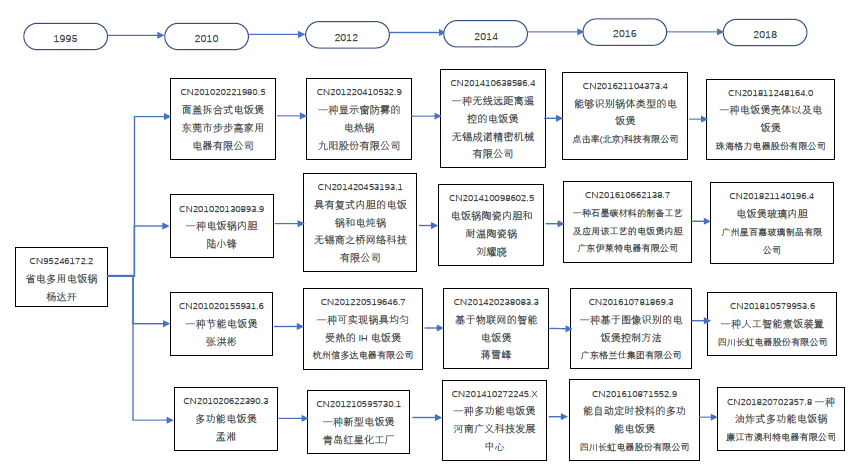 1995
2010
2012
2014
2016
2018
CN201020221980.5
面盖拆合式电饭煲
东莞市步步高家用
电器有限公司
CN201220410532.9
一种显示窗防雾的
电热锅
九阳股份有限公司
CN201410638586.4
一种无线远距离遥
控的电饭煲
无锡成诺精密机械
有限公司
CN201621104373.4
能够识别锅体类型的电
饭煲
点击率(北京)科技有限公司
CN201811248164.0
一种电饭煲壳体以及电
饭煲
珠海格力电器股份有限公司
CN201020130893.9
一种电饭锅内胆
陆小锋
CN201420453193.1
具有复式内胆的电饭
锅和电炖锅
无锡商之桥网络科技
有限公司
CN201410098602.5
电饭锅陶瓷内胆和
耐温陶瓷锅
刘耀晓
CN201610662138.7
一种石墨碳材料的制备工艺
及应用该工艺的电饭煲内胆
广东伊莱特电器有限公司
CN201821140196.4
电饭煲玻璃内胆
广州星百嘉玻璃制品有限
公司
CN95246172.2
省电多用电饭锅
杨达开
CN201020155931.6
一种节能电饭煲
张洪彬
CN201220519646.7
一种可实现锅具均匀
受热的 IH 电饭煲
杭州信多达电器有限公司
CN201420238083.3
基于物联网的智能
电饭煲
蒋雪峰
CN201610781869.3
一种基于图像识别的电
饭煲控制方法
广东格兰仕集团有限公司
CN201810579953.6
一种人工智能煮饭装置
四川长虹电器股份有限公司
CN201020622390.3
多功能电饭煲
孟湘
CN201210595730.1
一种新型电饭煲
青岛红星化工厂
CN201410272245.X
一种多功能电饭煲
河南广义科技发展
中心
CN201610871552.9
能自动定时投料的多功
能电饭煲
四川长虹电器股份有限公司
CN201820702357.8 一种
油炸式多功能电饭锅
廉江市澳利特电器有限公司